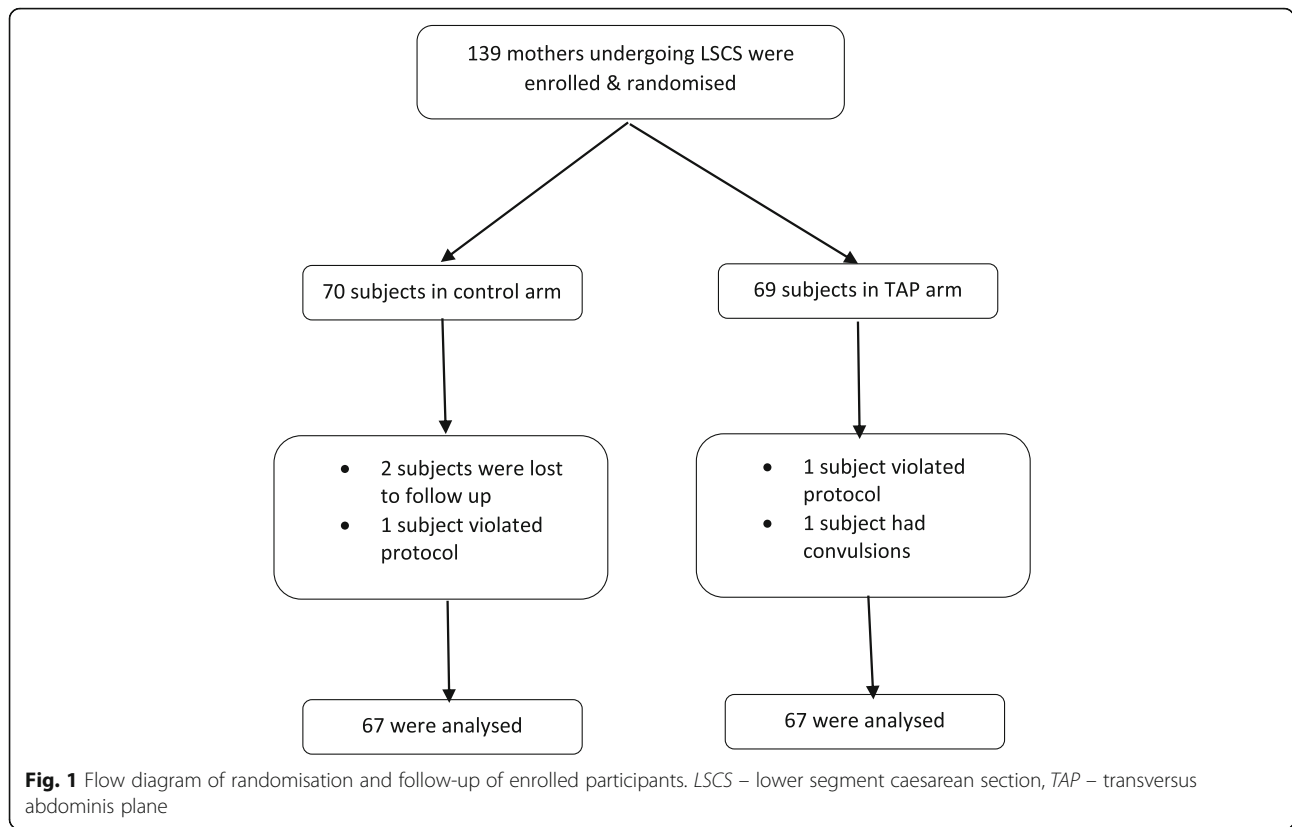 139 mothers undergoing LSCS were
enrolled & randomised
70 subjects in control arm
69 subjects in TAP arm
• 2 subjects were lost
to follow up
• 1 subject violated
protocol
• 1 subject violated
protocol
• 1 subject had
convulsions
67 were analysed
67 were analysed
Fig. 1 Flow diagram of randomisation and follow-up of enrolled participants. LSCS – lower segment caesarean section, TAP – transversus
abdominis plane